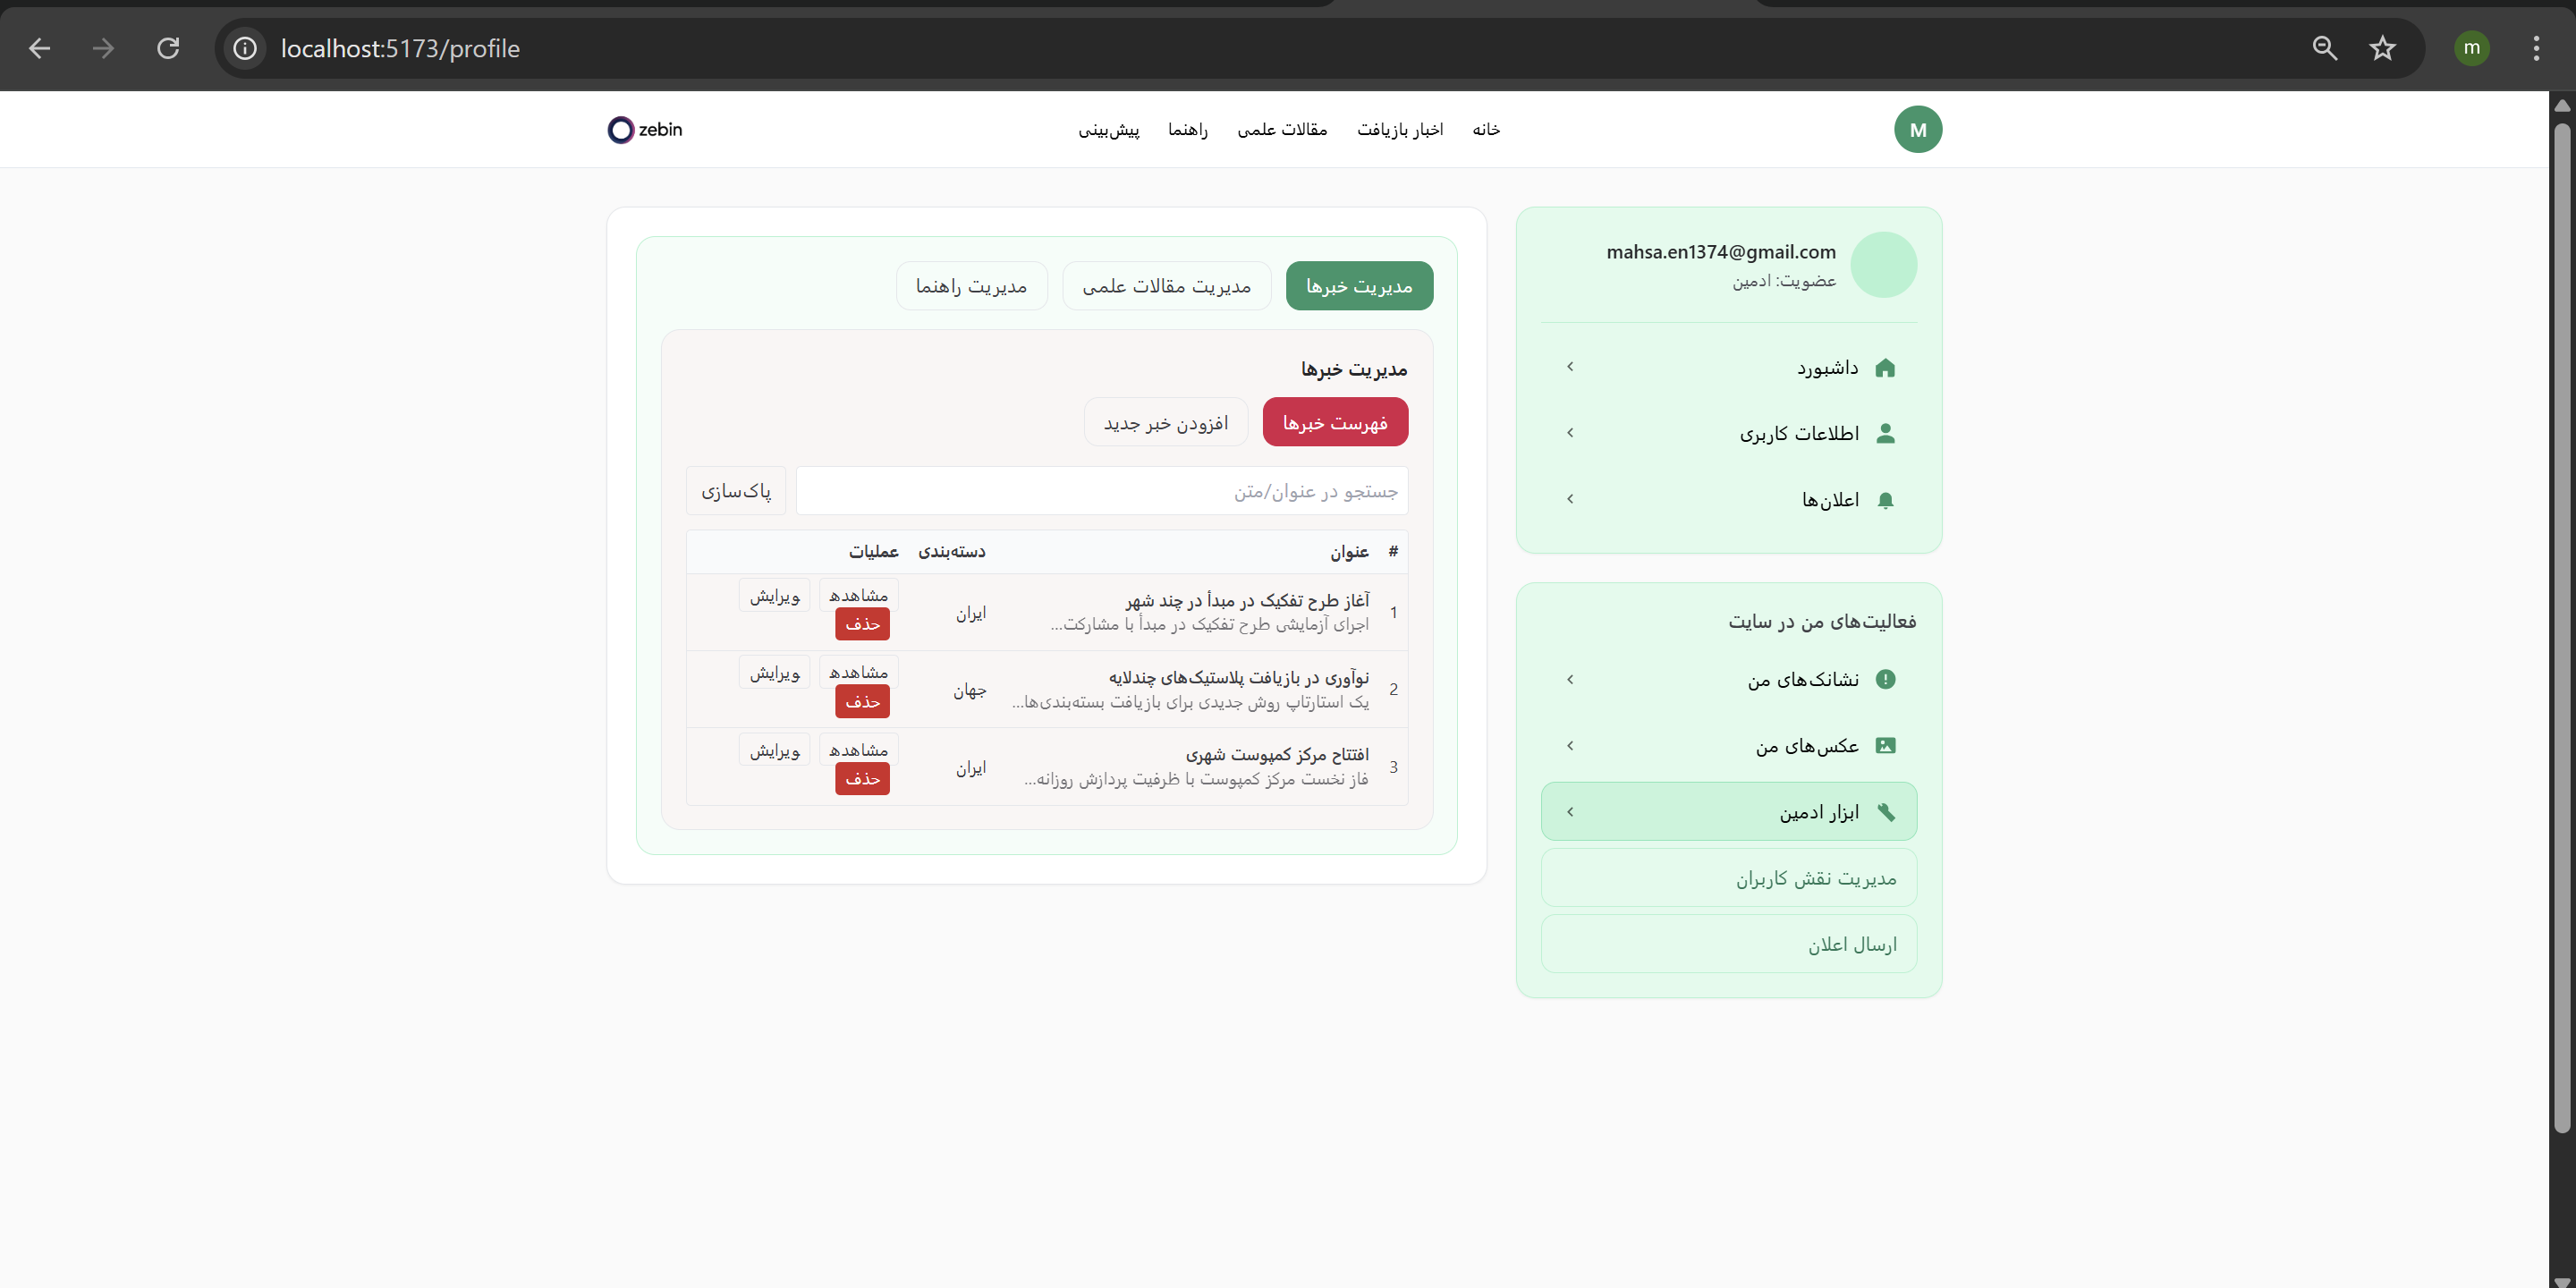 localhost:5173/profile
m
M
خانه
اخبار بازیافت
مقالات علمی
راهنما
پیش‌بینی
zebin
mahsa.en1374@gmail.com
عضویت: ادمین
داشبورد
اطلاعات کاربری
اعلان‌ها
فعالیت‌های من در سایت
نشانک‌های من
عکس‌های من
ابزار ادمین
مدیریت نقش کاربران
ارسال اعلان
مدیریت خبرها
مدیریت مقالات علمی
مدیریت راهنما
مدیریت خبرها
فهرست خبرها
افزودن خبر جدید
جستجو در عنوان/متن
پاک‌سازی
# عنوان دسته‌بندی عملیات
1
آغاز طرح تفکیک در مبدأ در چند شهر
اجرای آزمایشی طرح تفکیک در مبدأ با مشارکت...
ایران
مشاهده
ویرایش
حذف
2
نوآوری در بازیافت پلاستیک‌های چندلایه
یک استارتاپ روش جدیدی برای بازیافت بسته‌بندی‌ها...
جهان
مشاهده
ویرایش
حذف
3
افتتاح مرکز کمپوست شهری
فاز نخست مرکز کمپوست با ظرفیت پردازش روزانه...
ایران
مشاهده
ویرایش
حذف